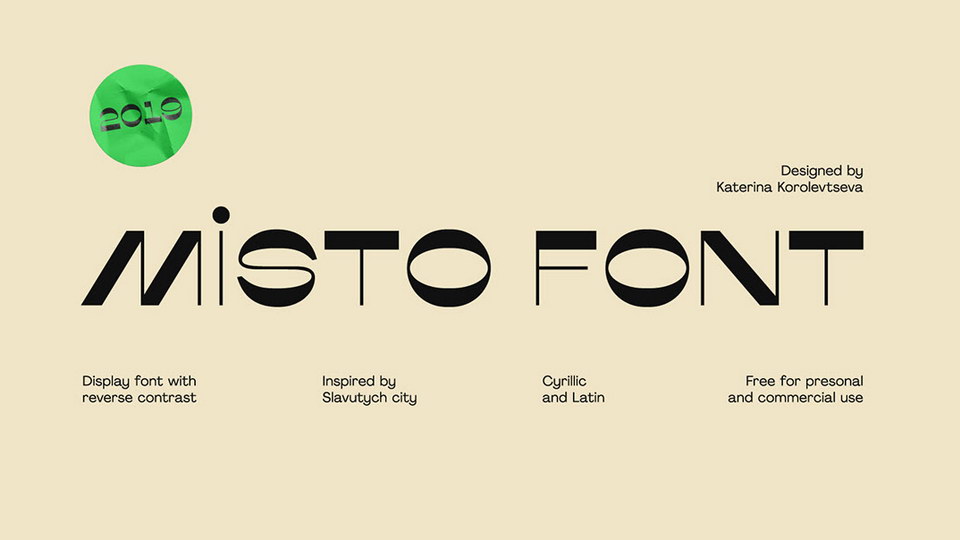 2019
Designed by
Katerina Korolevtseva
MiSTO FONT
Display font with
reverse contrast
Inspired by
Slavutych city
Cyrillic
and Latin
Free for presonal
and commercial use